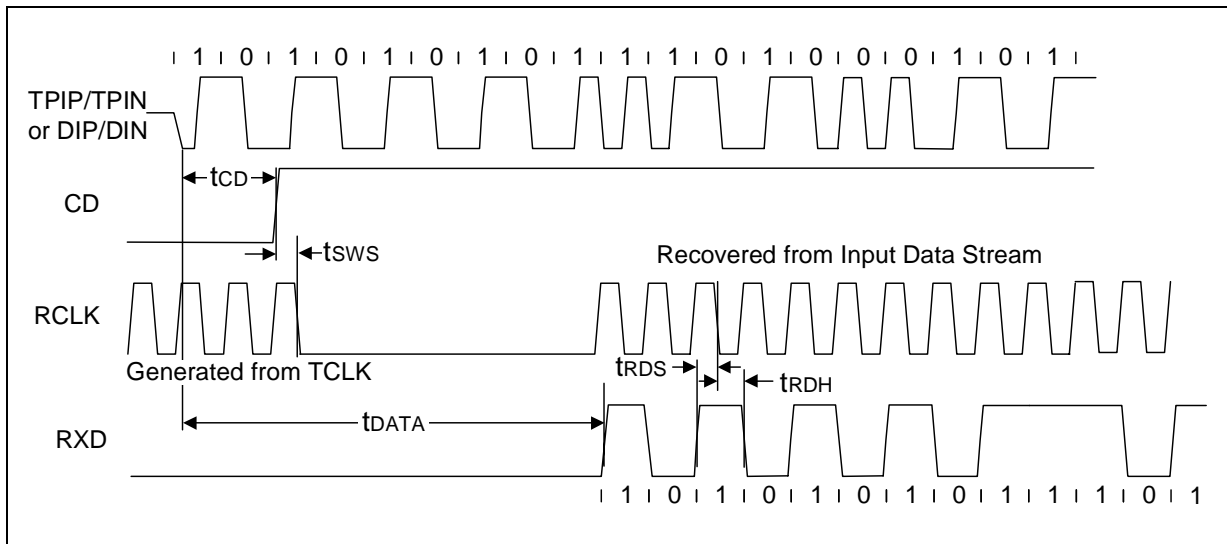 ı 1 ı 0 ı 1 ı 0 ı 1 ı 0 ı 1 ı 0 ı 1 ı 1 ı 1 ı 0 ı 1 ı 0 ı 0 ı 0 ı 1 ı 0 ı 1 ı
TPIP/TPIN
or DIP/DIN
tCD
CD
tSWS
Recovered from Input Data Stream
RCLK
Generated from TCLK
tRDS
tRDH
tDATA
RXD
ı 1 ı 0 ı 1 ı 0 ı 1 ı 0 ı 1 ı 0 ı 1 ı 1 ı 1 ı 0 ı 1